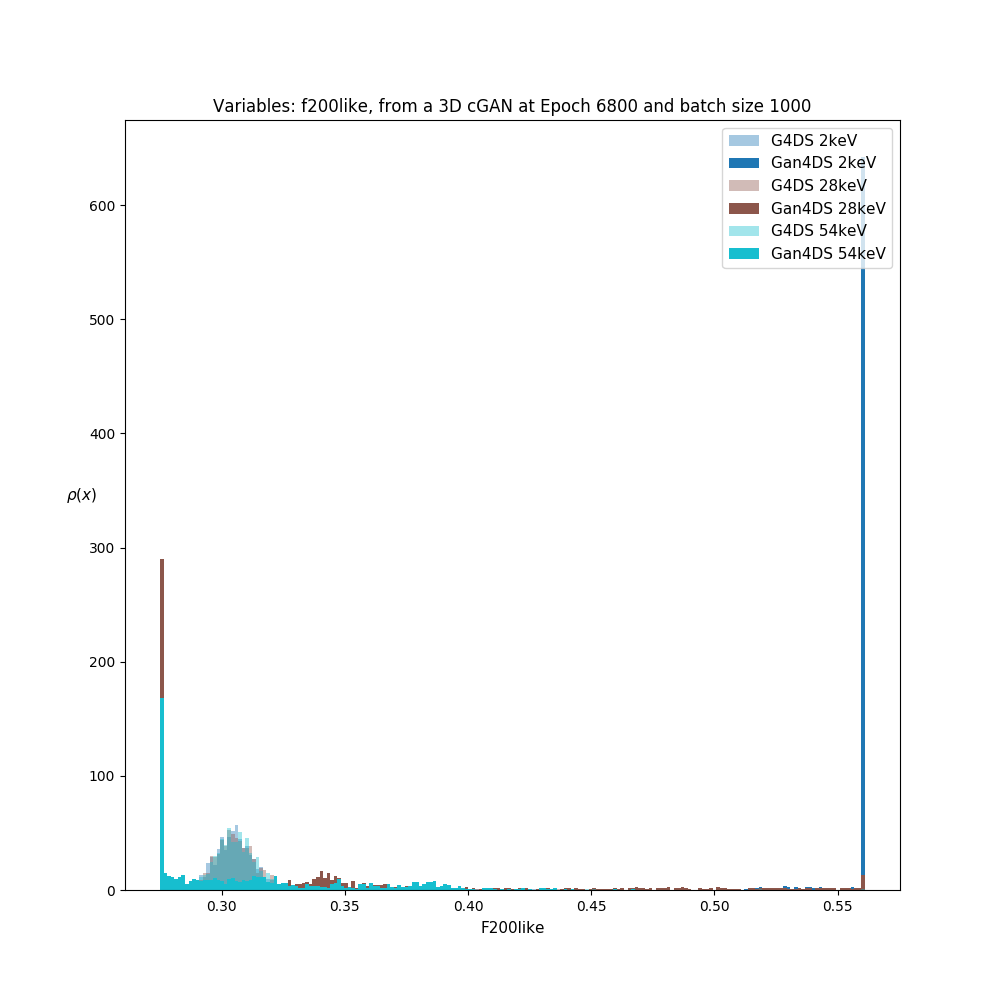 Variables: f200like, from a 3D cGAN at Epoch 6800 and batch size 1000
G4DS 2keV
Gan4DS 2keV
G4DS 28keV
Gan4DS 28keV
G4DS 54keV
Gan4DS 54keV
600
500
400
ρ(x)
300
200
100
0
0.30 0.35 0.40 0.45 0.50 0.55
F200like